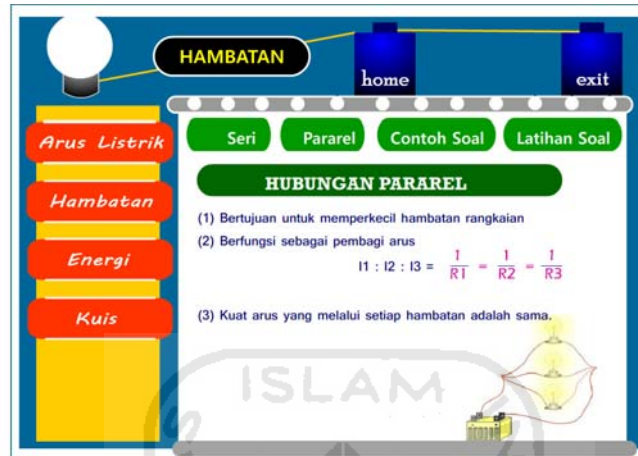 HAMBATAN
home
exit
Arus Listrik
Hambatan
Energi
Kuis
Seri
Pararel
Contoh Soal
Latihan Soal
HUBUNGAN PARAREL
(1) Bertujuan untuk memperkecil hambatan rangkaian
(2) Berfungsi sebagai pembagi arus
I1 : I2 : I3 = 1/R1 = 1/R2 = 1/R3
(3) Kuat arus yang melalui setiap hambatan adalah sama.
ISLAM